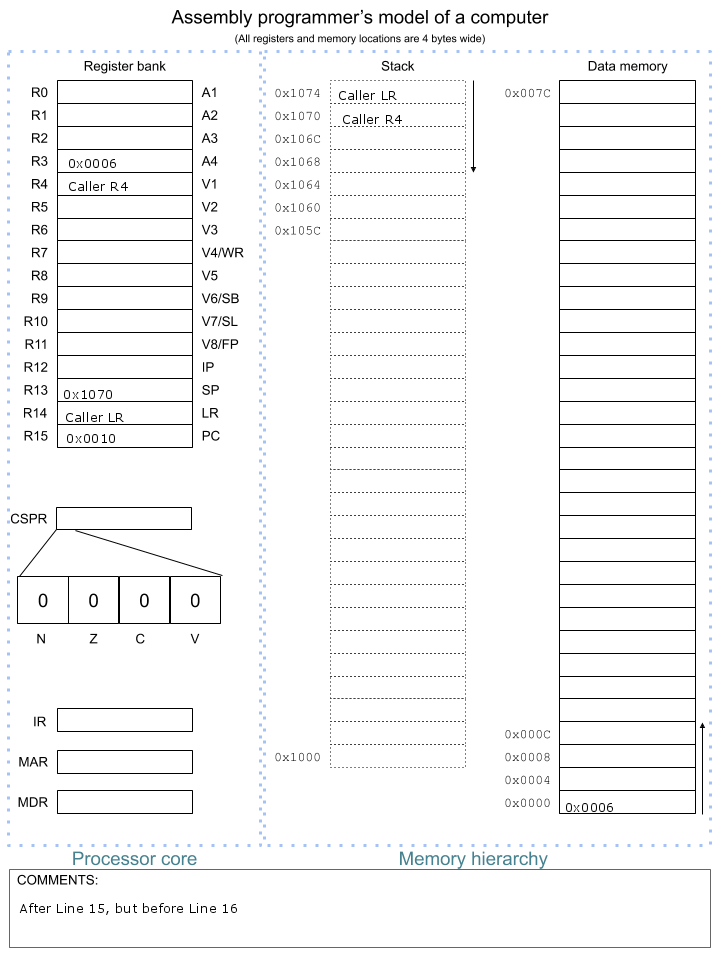 Assembly programmer’s model of a computer
(All registers and memory locations are 4 bytes wide)
Register bank
R0 A1
R1 A2
R2 A3
R3 0x0006 A4
R4 Caller R4 V1
R5 V2
R6 V3
R7 V4/WR
R8 V5
R9 V6/SB
R10 V7/SL
R11 V8/FP
R12 IP
R13 0x1070 SP
R14 Caller LR LR
R15 0x0010 PC
CSPR
0 0 0 0
N Z C V
IR
MAR
MDR
Processor core
Stack
0x1074 Caller LR
0x1070 Caller R4
0x106C
0x1068
0x1064
0x1060
0x105C
0x1000
Data memory
0x007C
0x000C
0x0008
0x0004
0x0000 0x0006
Memory hierarchy
COMMENTS:
After Line 15, but before Line 16